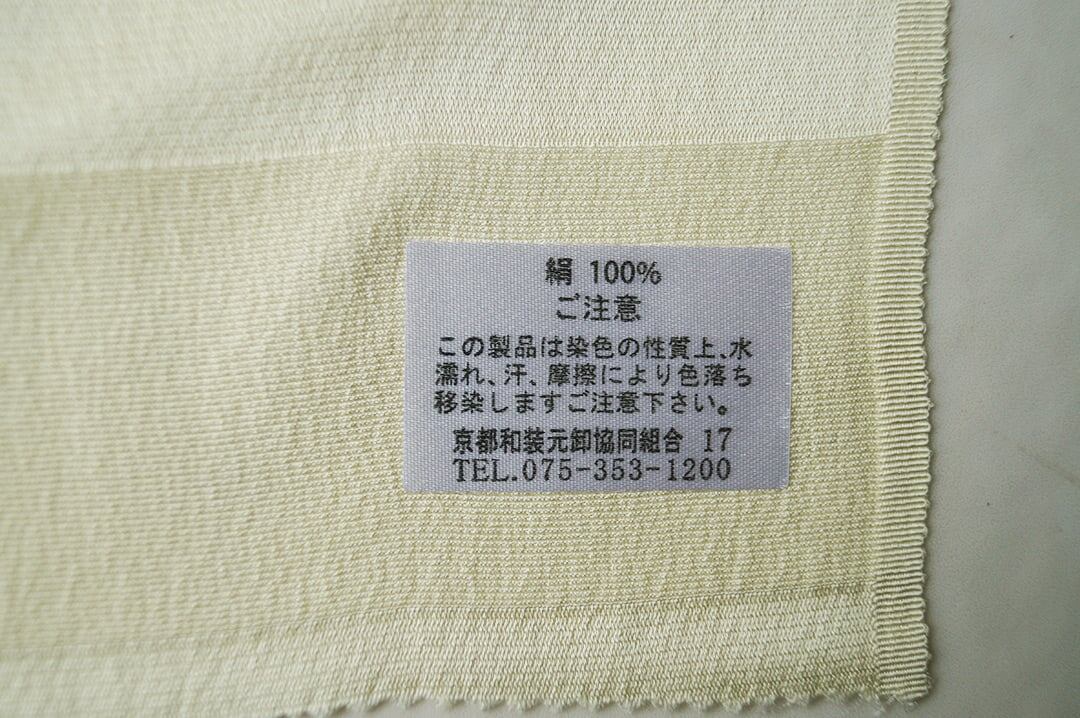 絹 100%
ご注意
この製品は染色の性質上、水
濡れ、汗、摩擦により色落ち
移染しますご注意下さい。
京都和装元卸協同組合 17
TEL.075-353-1200